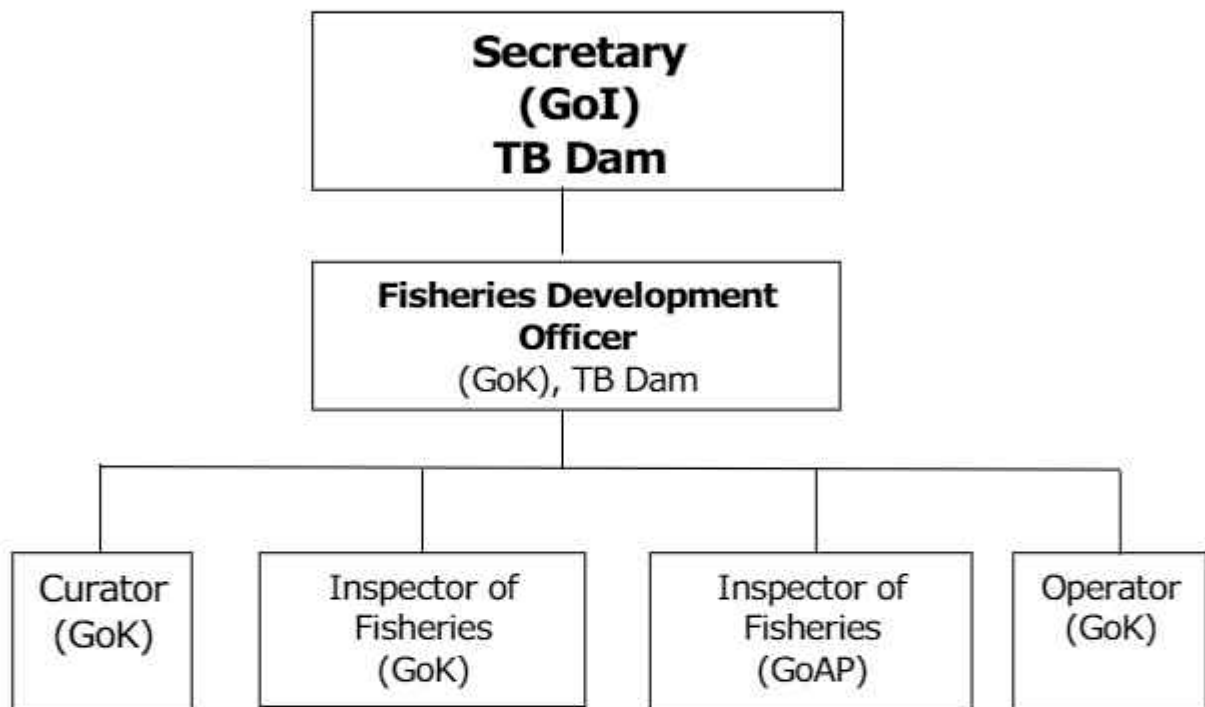 Secretary
(GoI)
TB Dam
Fisheries Development
Officer
(GoK), TB Dam
Curator
(GoK)
Inspector of
Fisheries
(GoK)
Inspector of
Fisheries
(GoAP)
Operator
(GoK)